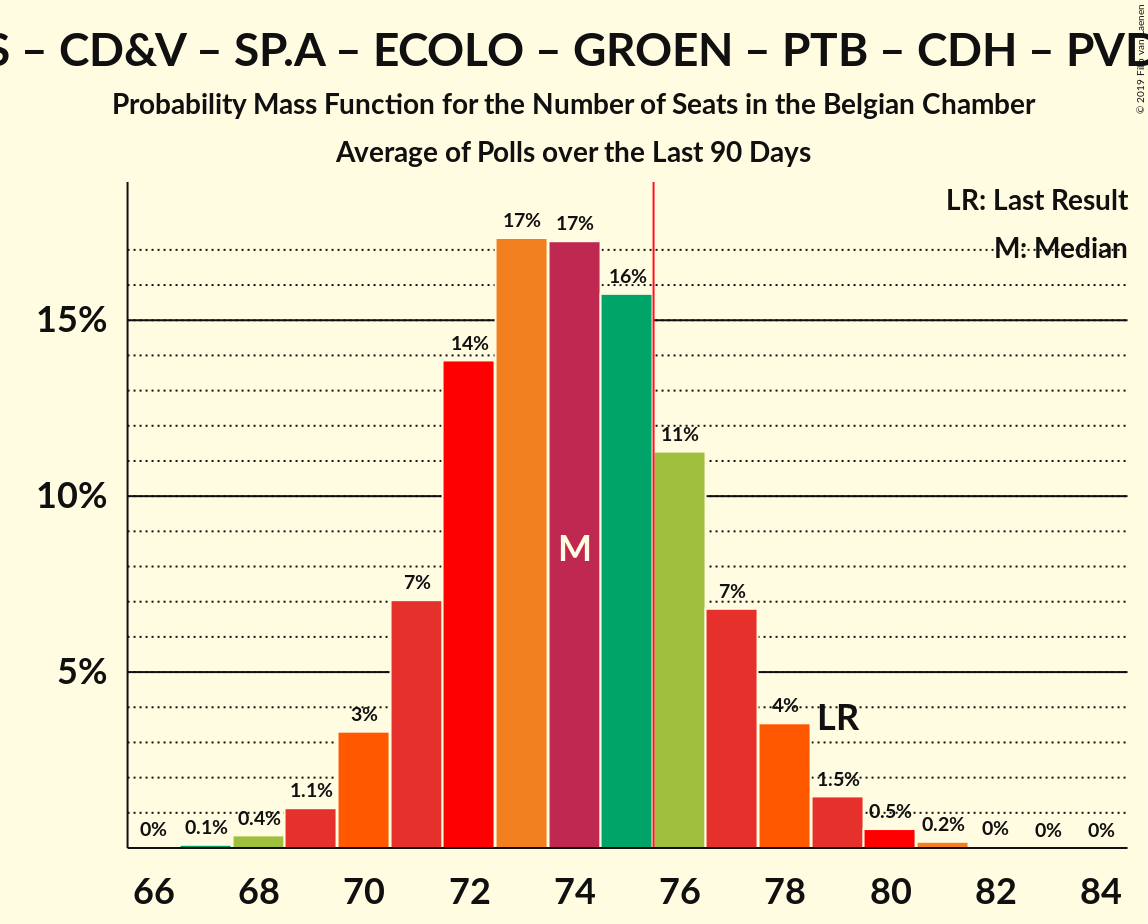 S – CD&V – SP.A – ECOLO – GROEN – PTB – CDH – PVD
Probability Mass Function for the Number of Seats in the Belgian Chamber
Average of Polls over the Last 90 Days
© 2019 Filip van Laenen
LR: Last Result
M: Median
15%
10%
5%
0% 0.1% 0.4% 1.1% 3% 7% 14% 17% 17% 16% 11% 7% 4% 1.5% 0.5% 0.2% 0% 0% 0%
M
LR
66 68 70 72 74 76 78 80 82 84